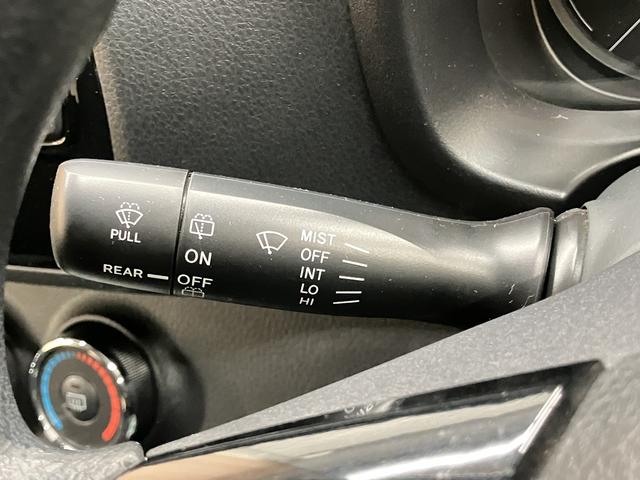 PULL
REAR
ON
OFF
MIST
OFF
INT
LO
HI